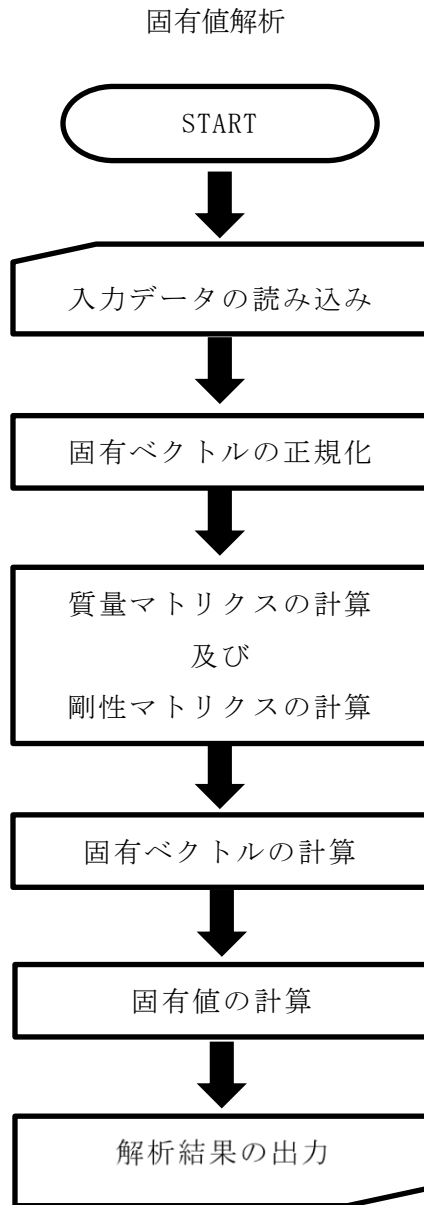 固有値解析
START
入力データの読み込み
固有ベクトルの正規化
質量マトリクスの計算
及び
剛性マトリクスの計算
固有ベクトルの計算
固有値の計算
解析結果の出力